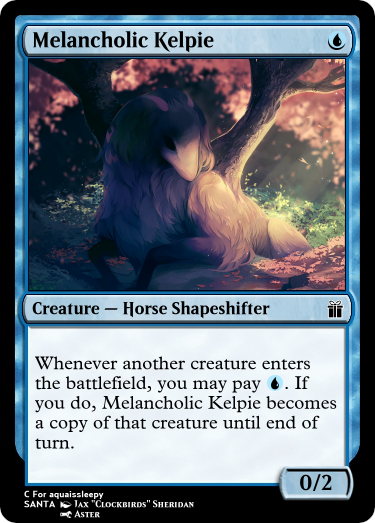 Melancholic Kelpie
Creature — Horse Shapeshifter
Whenever another creature enters
the battlefield, you may pay . If
you do, Melancholic Kelpie becomes
a copy of that creature until end of
turn.
0/2
C For aquaissleepy
SANTA Jax "Clockbirds" Sheridan
Aster